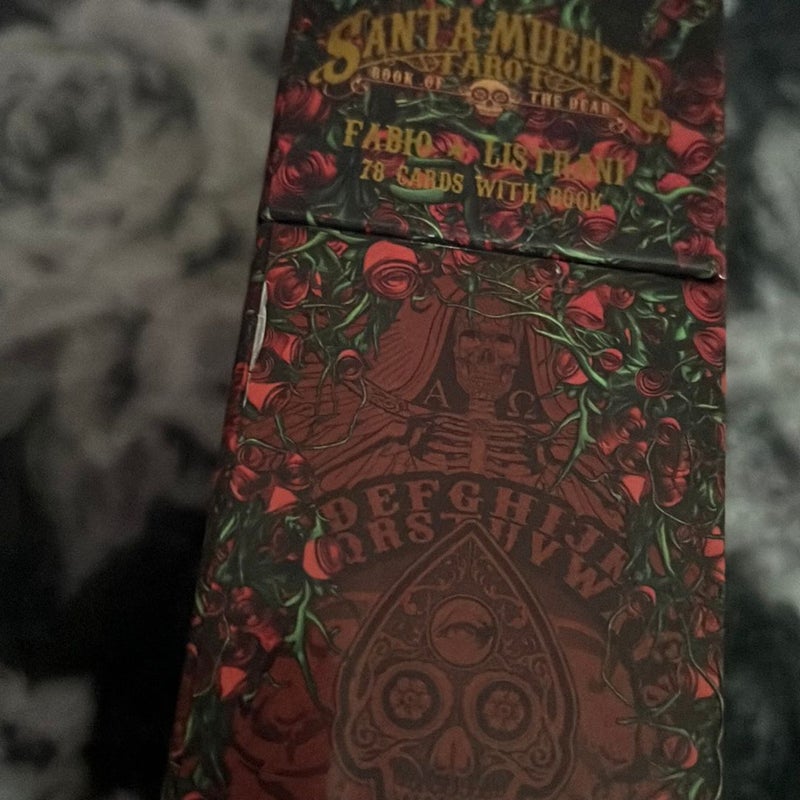 SANTA MUERTE
TAROT
BOOK OF THE DEAD
FABIO LISTRANI
78 CARDS WITH BOOK
Α Ω
DEFGHIJ
QRSTUVW